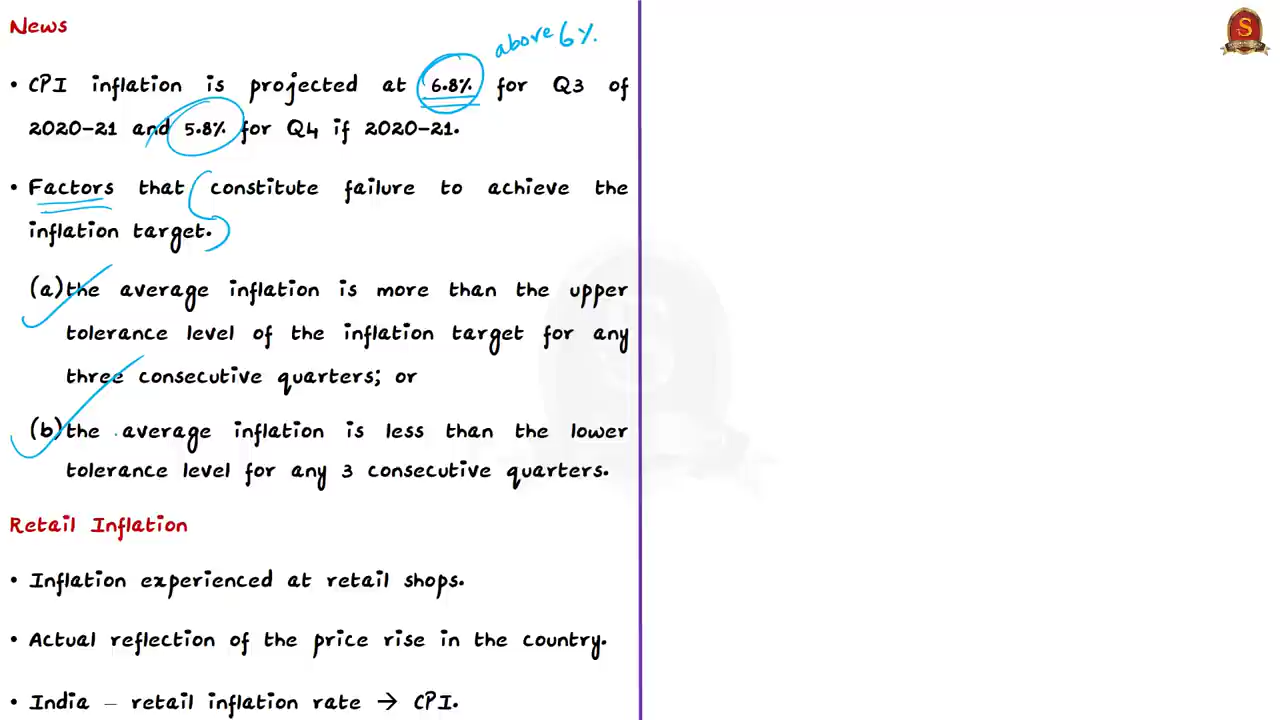 News
above 6%
• CPI inflation is projected at 6.8% for Q3 of
2020-21 and 5.8% for Q4 if 2020-21.
• Factors that constitute failure to achieve the
inflation target.
(a) the average inflation is more than the upper
tolerance level of the inflation target for any
three consecutive quarters; or
(b) the average inflation is less than the lower
tolerance level for any 3 consecutive quarters.
Retail Inflation
• Inflation experienced at retail shops.
• Actual reflection of the price rise in the country.
• India – retail inflation rate → CPI.
S